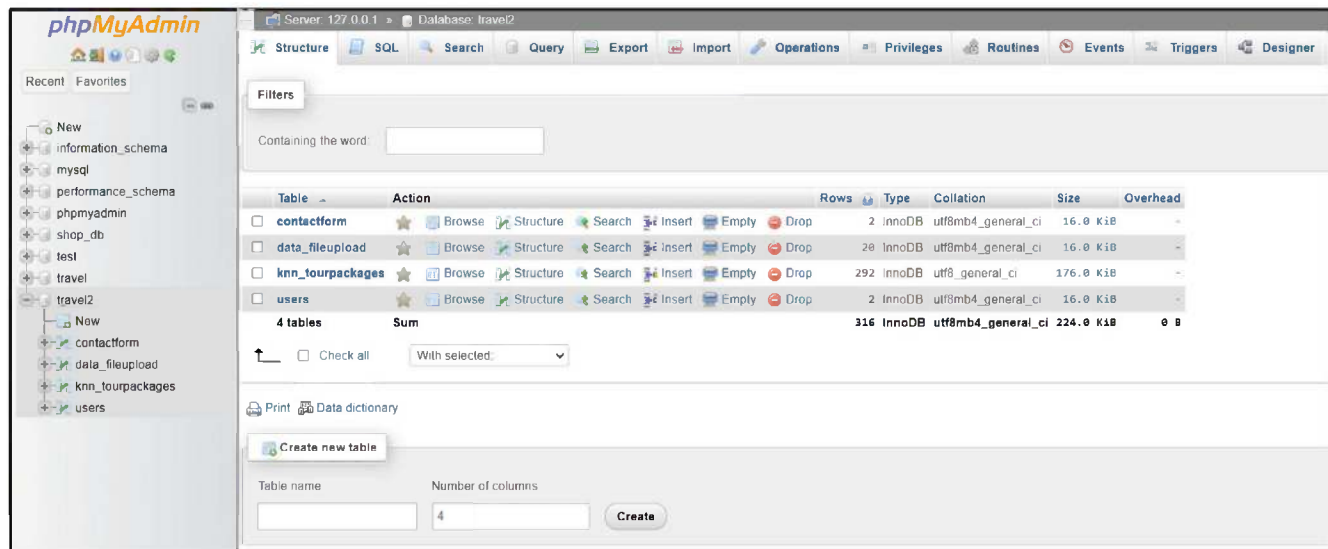 phpMyAdmin
Recent Favorites
New
information_schema
mysql
performance_schema
phpmyadmin
shop_db
test
travel
travel2
New
contactform
data_fileupload
knn_tourpackages
users
Server: 127.0.0.1 » Database: travel2
Structure SQL Search Query Export Import Operations Privileges Routines Events Triggers Designer
Filters
Containing the word:
Table Action Rows Type Collation Size Overhead
contactform Browse Structure Search Insert Empty Drop 2 InnoDB utf8mb4_general_ci 16.0 KiB -
data_fileupload Browse Structure Search Insert Empty Drop 20 InnoDB utf8mb4_general_ci 16.0 KiB -
knn_tourpackages Browse Structure Search Insert Empty Drop 292 InnoDB utf8_general_ci 176.0 KiB -
users Browse Structure Search Insert Empty Drop 2 InnoDB utf8mb4_general_ci 16.0 KiB -
4 tables Sum 316 InnoDB utf8mb4_general_ci 224.0 KiB 0 B
Check all With selected:
Print Data dictionary
Create new table
Table name Number of columns
4 Create